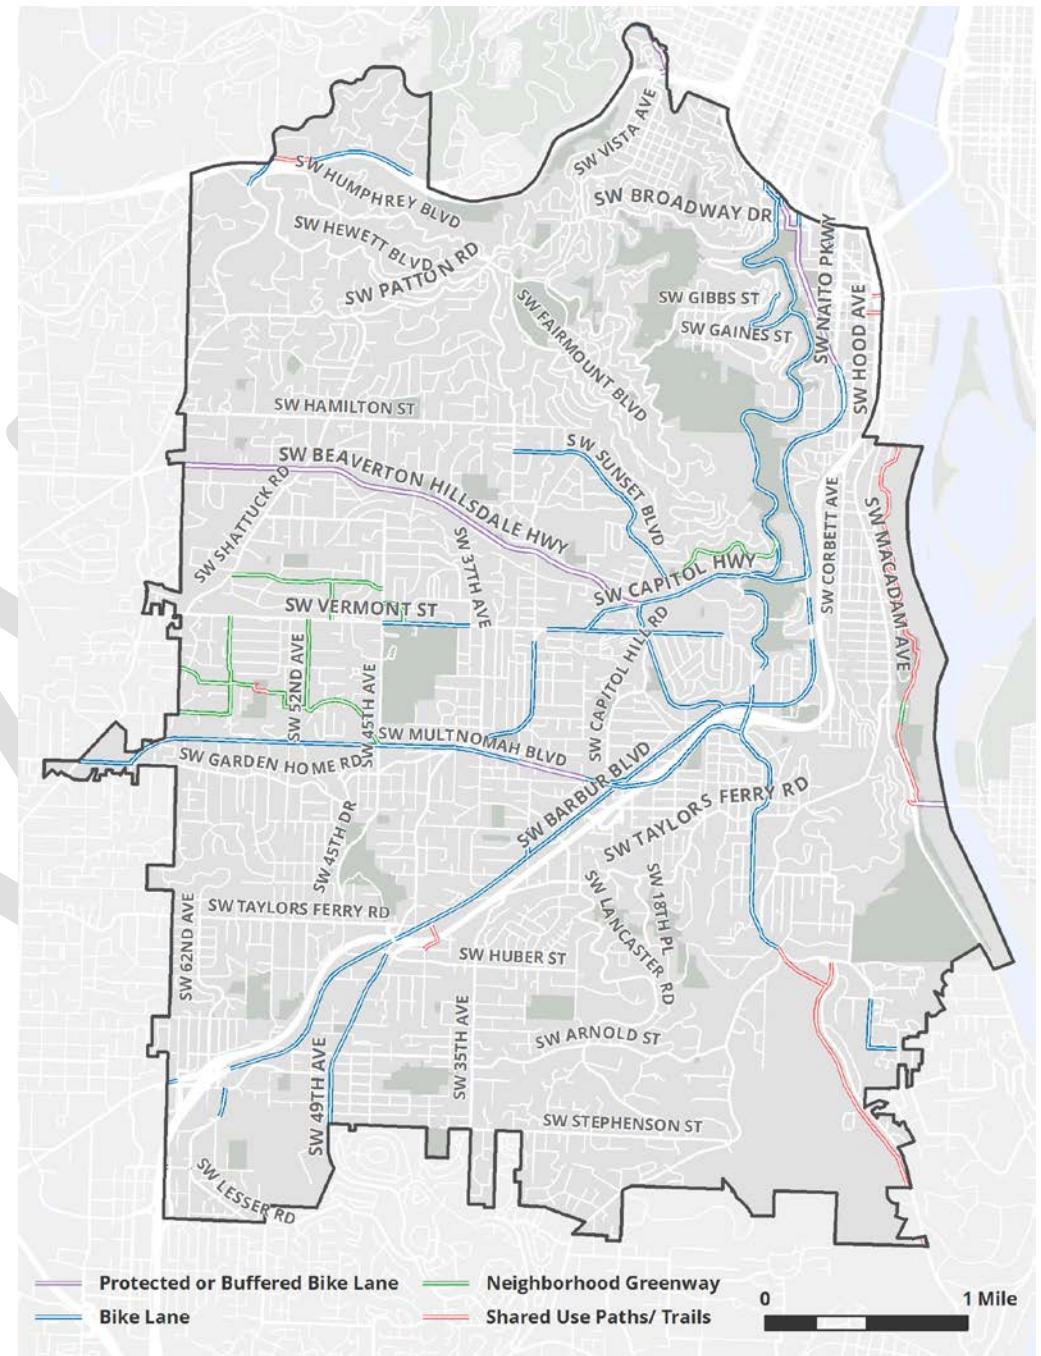 SW VISTA AVE
SW HUMPHREY BLVD
SW BROADWAY DR
SW HEWETT BLVD
SW PATTON RD
SW NAITO PKWY
SW GIBBS ST
SW FAIRMOUNT BLVD
SW GAINES ST
SW HOOD AVE
SW HAMILTON ST
SW BEAVERTON HILLSDALE HWY
SW SUNSET BLVD
SW SHATTUCK RD
SW CORBETT AVE
SW MACADAM AVE
SW 37TH AVE
SW CAPITOL HWY
SW VERMONT ST
SW CAPITOL HILL RD
SW 52ND AVE
SW 45TH AVE
SW MULTNOMAH BLVD
SW GARDEN HOME RD
SW BARBUR BLVD
SW TAYLORS FERRY RD
SW 45TH DR
SW 18TH PL
SW LANCASTER RD
SW TAYLORS FERRY RD
SW 62ND AVE
SW HUBER ST
SW 35TH AVE
SW ARNOLD ST
SW 49TH AVE
SW STEPHENSON ST
SW LESSER RD
Protected or Buffered Bike Lane
Neighborhood Greenway
Bike Lane
Shared Use Paths/ Trails
0
1 Mile